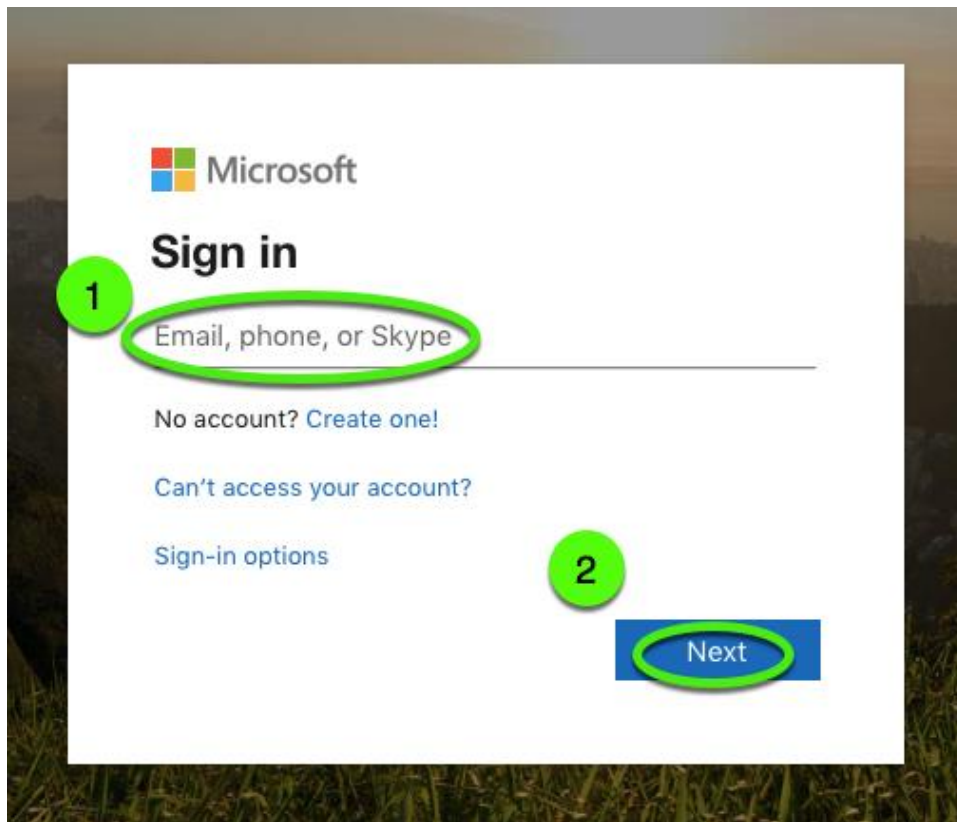 Microsoft
Sign in
1
Email, phone, or Skype
No account? Create one!
Can't access your account?
Sign-in options
2
Next